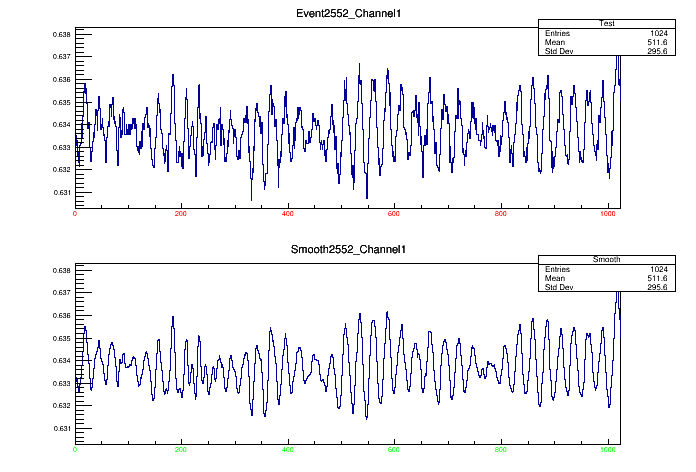 Event2552_Channel1
Test
Entries 1024
Mean 511.6
Std Dev 295.6
0.638
0.637
0.636
0.635
0.634
0.633
0.632
0.631
0 200 400 600 800 1000
Smooth2552_Channel1
Smooth
Entries 1024
Mean 511.6
Std Dev 295.6
0.638
0.637
0.636
0.635
0.634
0.633
0.632
0.631
0 200 400 600 800 1000